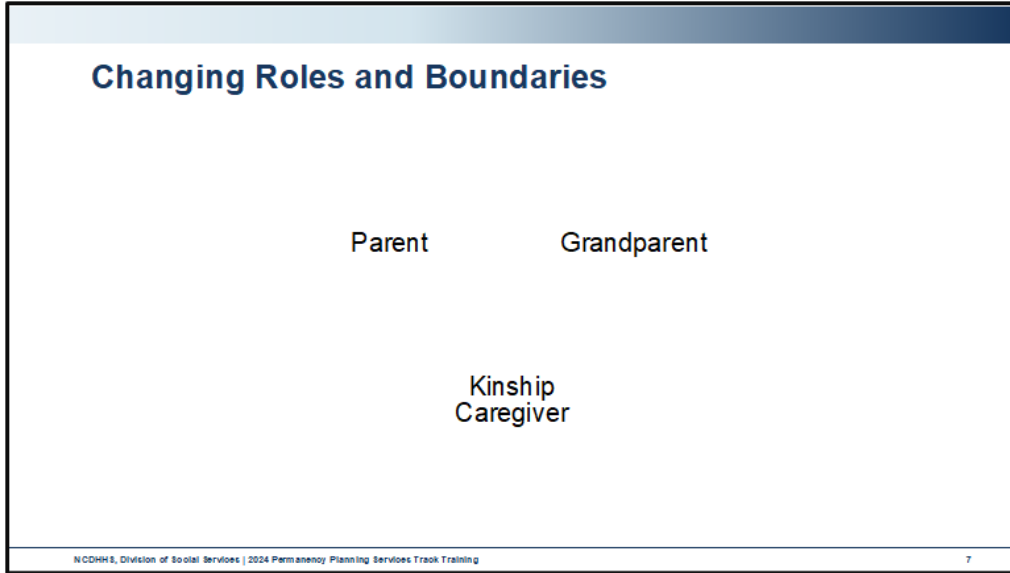 Changing Roles and Boundaries
Parent Grandparent
Kinship
Caregiver
NCDHHS, Division of Social Services | 2024 Permanency Planning Services Track Training 7